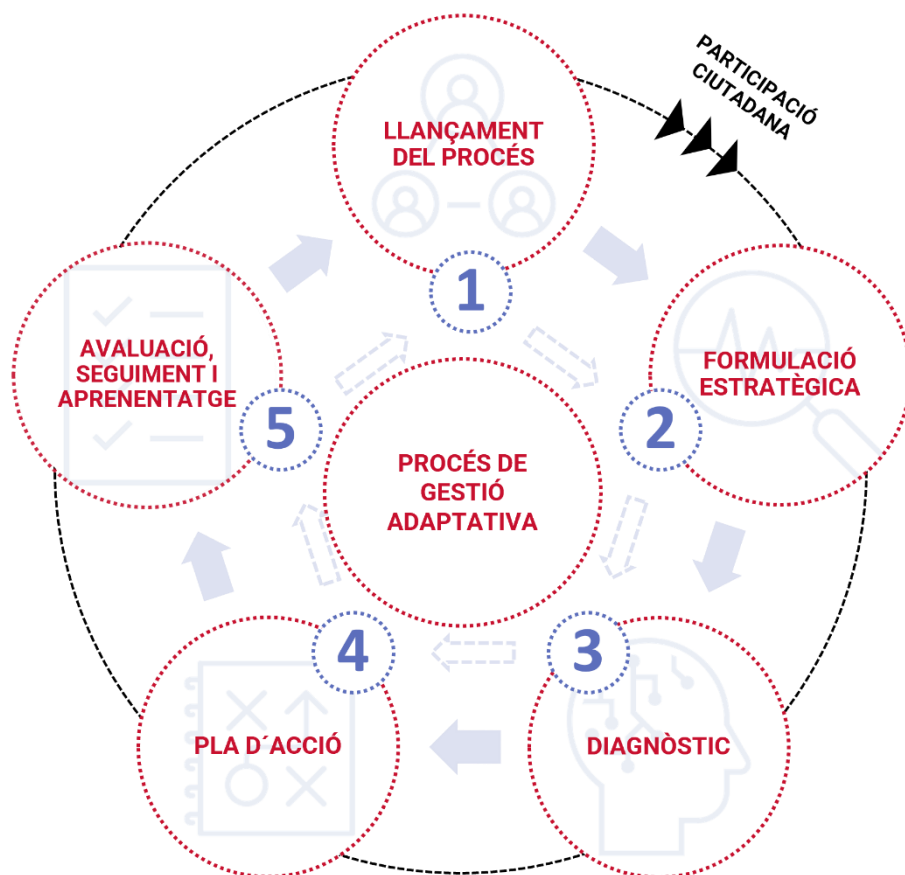 PARTICIPACIÓ
CIUTADANA
LLANÇAMENT
DEL PROCÉS
1
FORMULACIÓ
ESTRATÈGICA
2
DIAGNÒSTIC
3
PLA D´ACCIÓ
4
AVALUACIÓ,
SEGUIMENT I
APRENENTATGE
5
PROCÉS DE
GESTIÓ
ADAPTATIVA